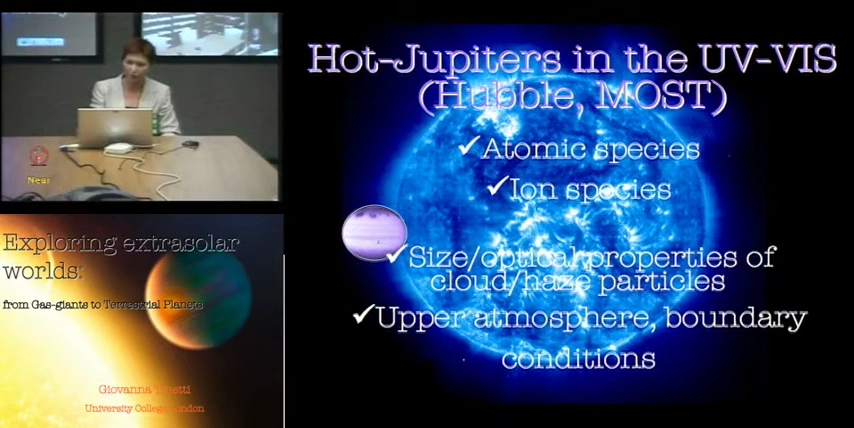 Near
Exploring extrasolar
worlds:
from Gas-giants to Terrestrial Planets
Giovanna Tinetti
University College London
Hot-Jupiters in the UV-VIS
(Hubble, MOST)
✓Atomic species
✓Ion species
✓Size/optical properties of
cloud/haze particles
✓Upper atmosphere, boundary
conditions